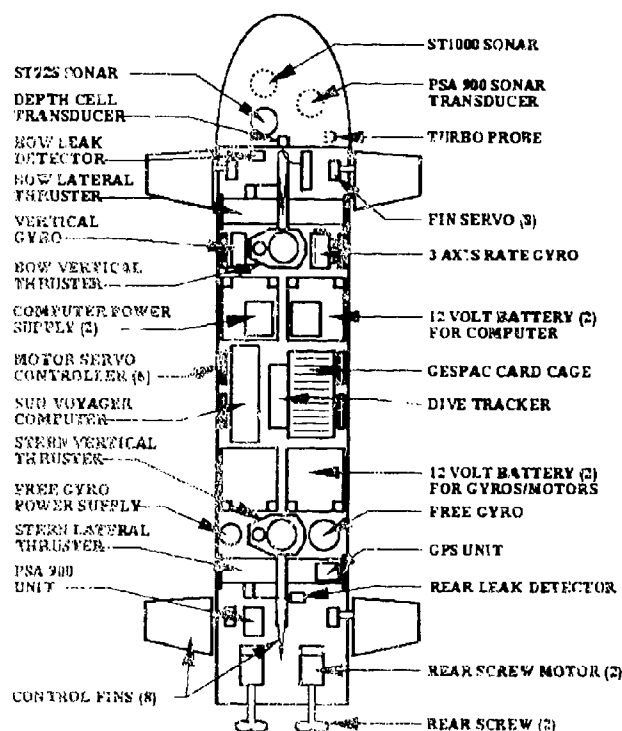 ST1000 SONAR
ST725 SONAR
PSA 900 SONAR
TRANSDUCER
DEPTH CELL
TRANSDUCER
TURBO PROBE
BOW LEAK
DETECTOR
BOW LATERAL
THRUSTER
FIN SERVO (8)
VERTICAL
GYRO
3 AXIS RATE GYRO
BOW VERTICAL
THRUSTER
COMPUTER POWER
SUPPLY (2)
12 VOLT BATTERY (2)
FOR COMPUTER
MOTOR SERVO
CONTROLLER (6)
GESPAC CARD CAGE
SUN VOYAGER
COMPUTER
DIVE TRACKER
STERN VERTICAL
THRUSTER
12 VOLT BATTERY (2)
FOR GYROS/MOTORS
FREE GYRO
POWER SUPPLY
FREE GYRO
STERN LATERAL
THRUSTER
GPS UNIT
PSA 900
UNIT
REAR LEAK DETECTOR
REAR SCREW MOTOR (2)
CONTROL FINS (8)
REAR SCREW (2)